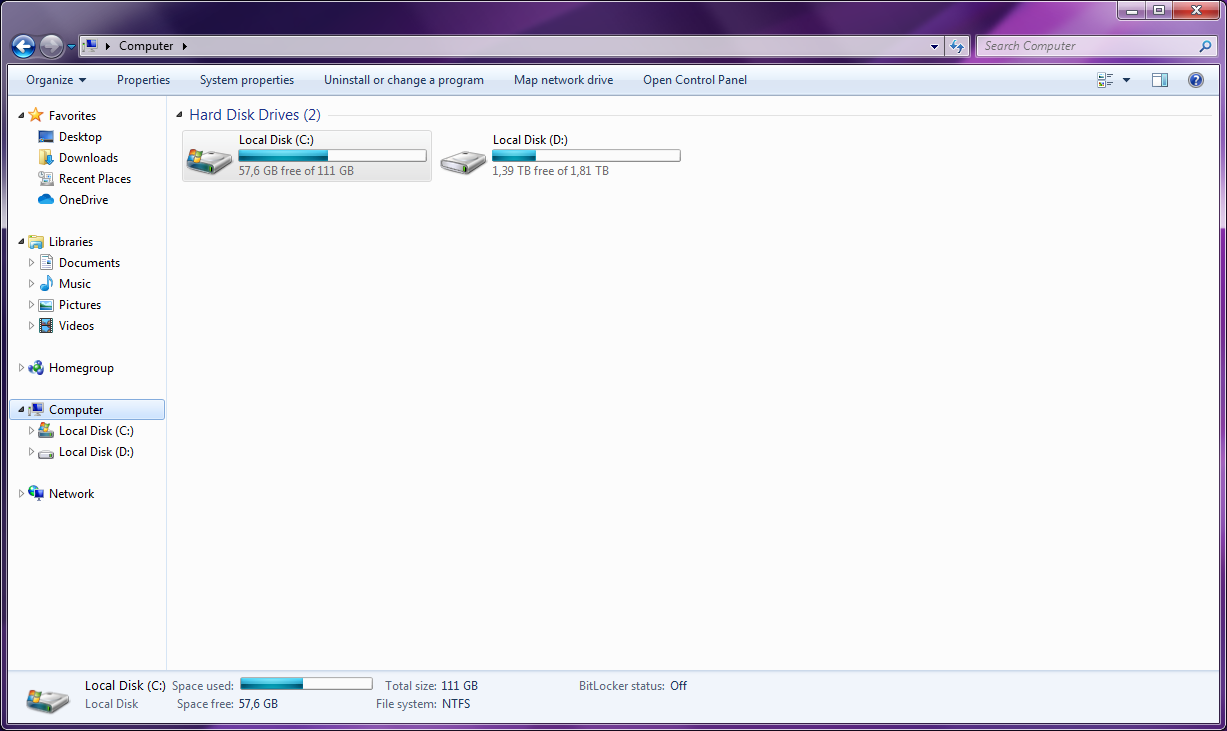 Computer
Search Computer
Organize Properties System properties Uninstall or change a program Map network drive Open Control Panel
Favorites
Desktop
Downloads
Recent Places
OneDrive
Libraries
Documents
Music
Pictures
Videos
Homegroup
Computer
Local Disk (C:)
Local Disk (D:)
Network
Hard Disk Drives (2)
Local Disk (C:)
57,6 GB free of 111 GB
Local Disk (D:)
1,39 TB free of 1,81 TB
Local Disk (C:) Space used: Total size: 111 GB BitLocker status: Off
Local Disk Space free: 57,6 GB File system: NTFS